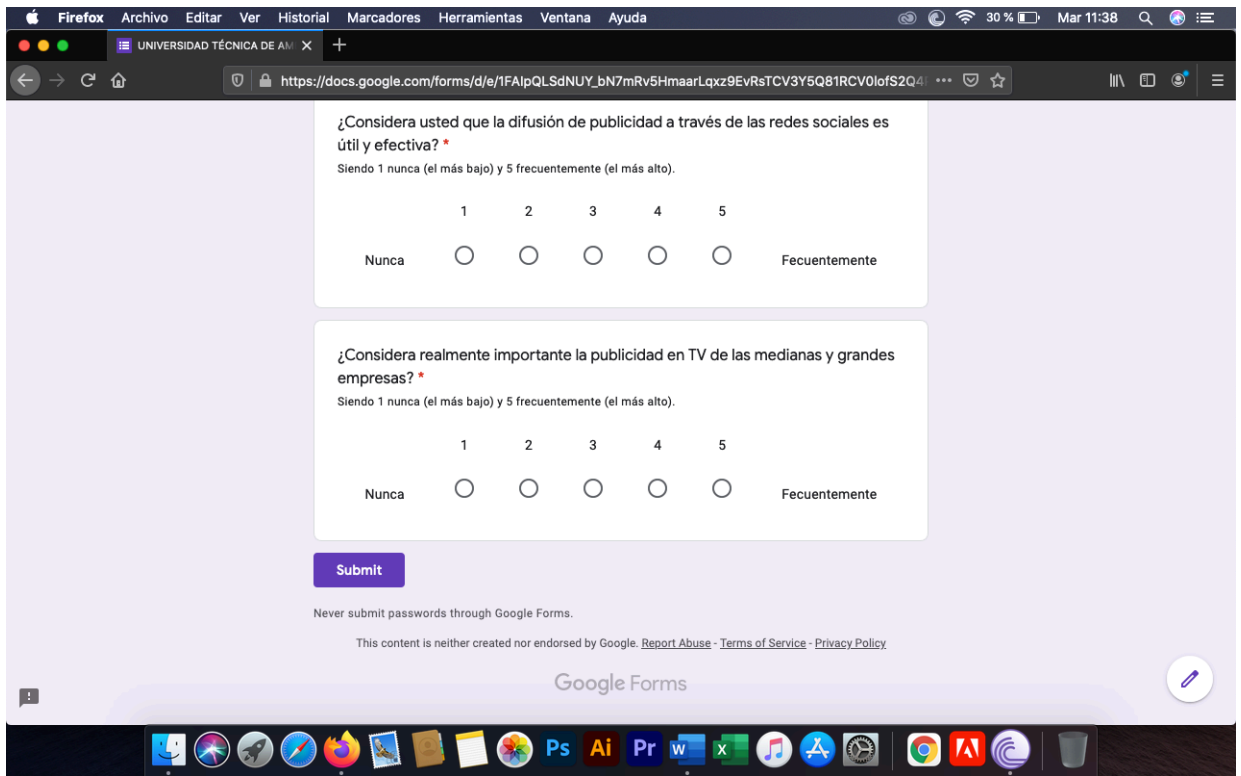 Firefox Archivo Editar Ver Historial Marcadores Herramientas Ventana Ayuda 30 % Mar 11:38
UNIVERSIDAD TÉCNICA DE AM
https://docs.google.com/forms/d/e/1FAIpQLSdNUY_bN7mRv5HmaarLqxz9EvRsTCV3Y5Q81RCV0lofS2Q4
¿Considera usted que la difusión de publicidad a través de las redes sociales es
útil y efectiva? *
Siendo 1 nunca (el más bajo) y 5 frecuentemente (el más alto).
1 2 3 4 5
Nunca Fecuentemente
¿Considera realmente importante la publicidad en TV de las medianas y grandes
empresas? *
Siendo 1 nunca (el más bajo) y 5 frecuentemente (el más alto).
1 2 3 4 5
Nunca Fecuentemente
Submit
Never submit passwords through Google Forms.
This content is neither created nor endorsed by Google. Report Abuse - Terms of Service - Privacy Policy
Google Forms
Ps Ai Pr W X